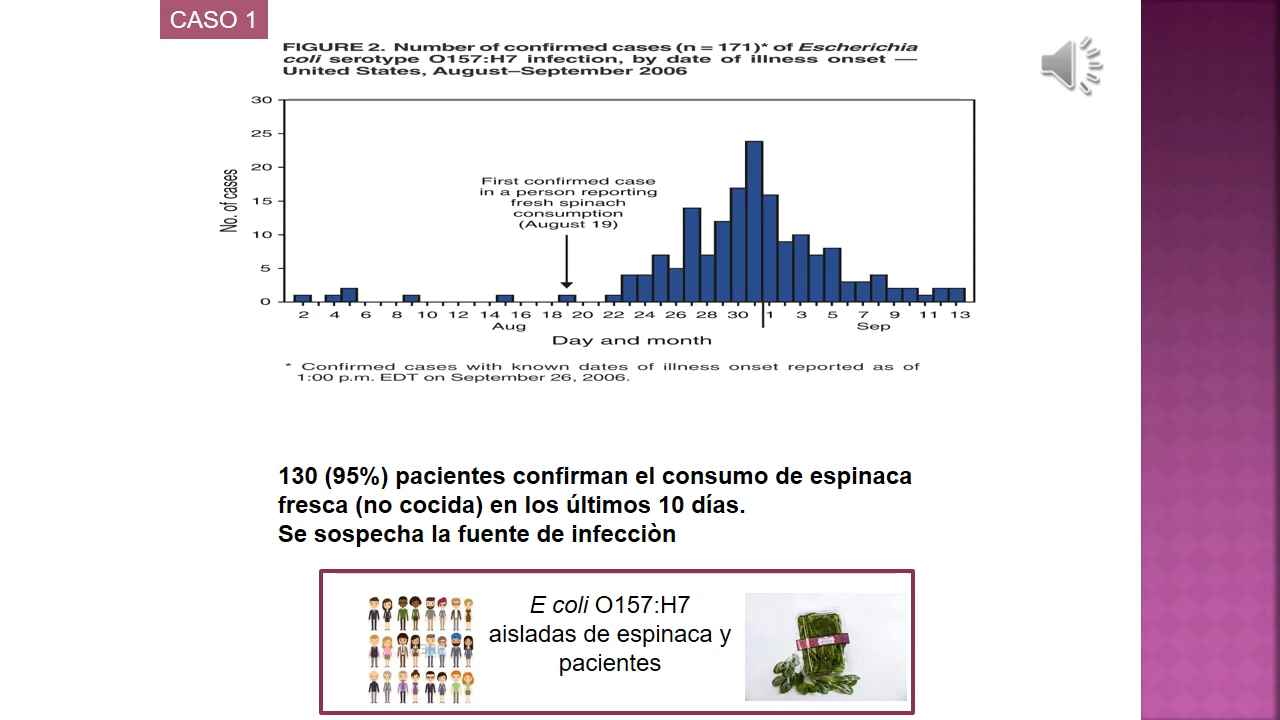 CASO 1
FIGURE 2. Number of confirmed cases (n = 171)* of Escherichia
coli serotype O157:H7 infection, by date of illness onset —
United States, August–September 2006
30
25
20
15
10
5
0
No. of cases
First confirmed case
in a person reporting
fresh spinach
consumption
(August 19)
2 4 6 8 10 12 14 16 18 20 22 24 26 28 30 1 3 5 7 9 11 13
Aug Sep
Day and month
* Confirmed cases with known dates of illness onset reported as of
1:00 p.m. EDT on September 26, 2006.
130 (95%) pacientes confirman el consumo de espinaca
fresca (no cocida) en los últimos 10 días.
Se sospecha la fuente de infecciòn
E coli O157:H7
aisladas de espinaca y
pacientes